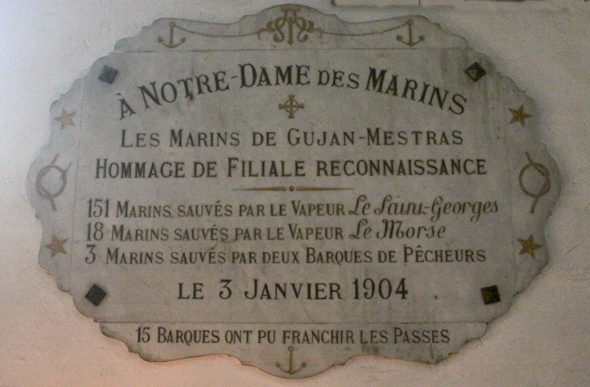 À NOTRE-DAME DES MARINS
LES MARINS DE GUJAN-MESTRAS
HOMMAGE DE FILIALE RECONNAISSANCE
151 MARINS SAUVÉS PAR LE VAPEUR Le Saint-Georges
18 MARINS SAUVÉS PAR LE VAPEUR Le Morse
3 MARINS SAUVÉS PAR DEUX BARQUES DE PÊCHEURS
LE 3 JANVIER 1904
15 BARQUES ONT PU FRANCHIR LES PASSES